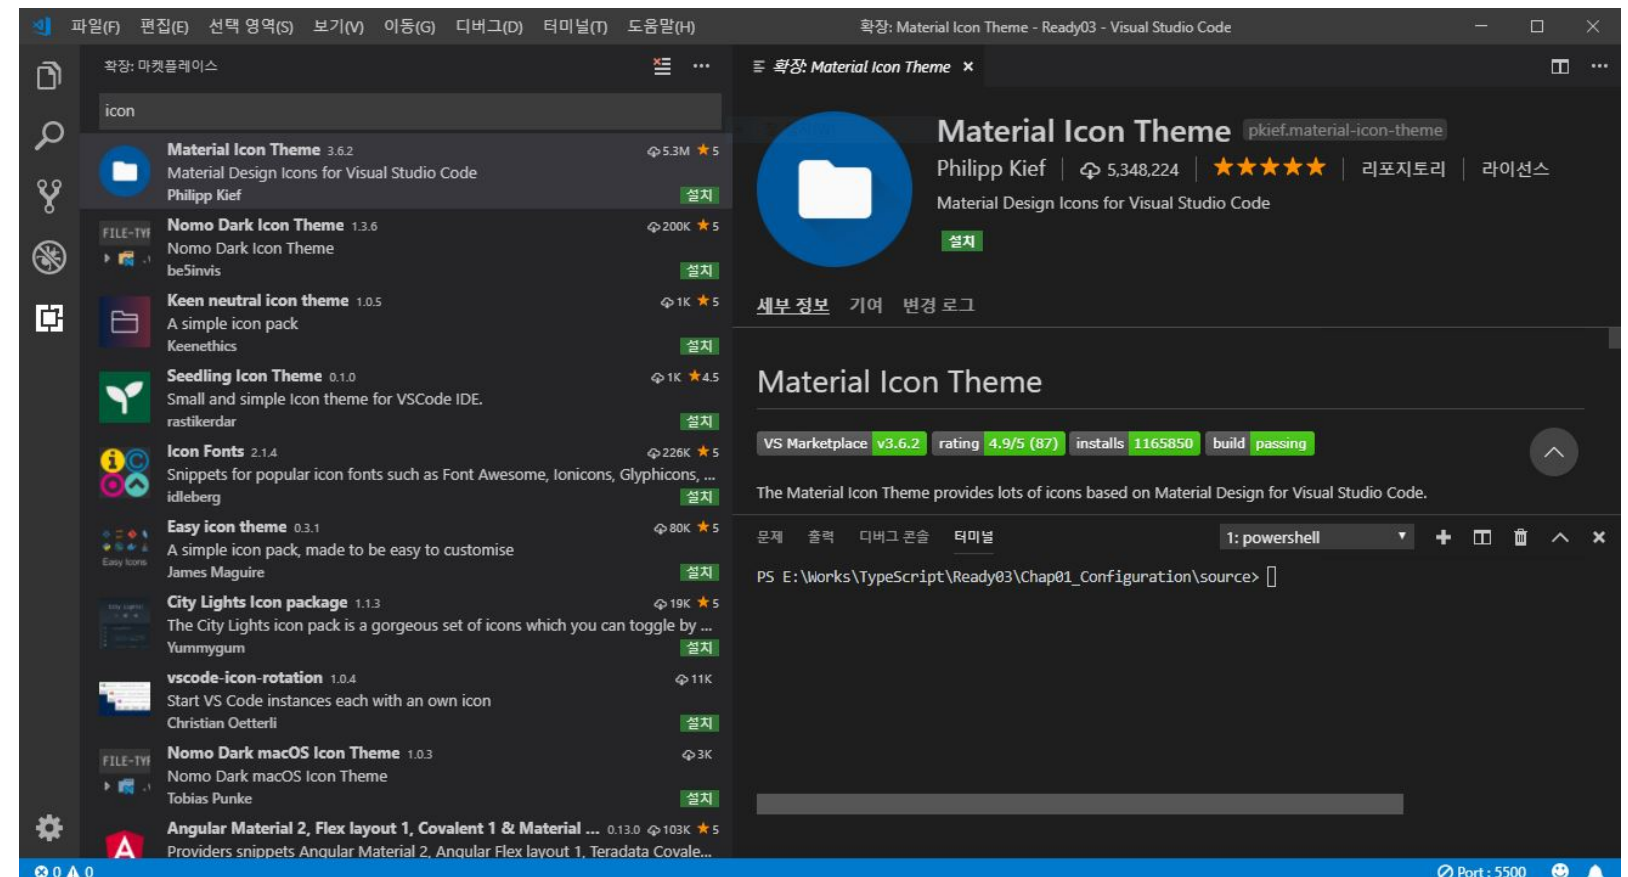 파일(F) 편집(E) 선택 영역(S) 보기(V) 이동(G) 디버그(D) 터미널(T) 도움말(H) 확장: Material Icon Theme - Ready03 - Visual Studio Code
확장: 마켓플레이스
icon
Material Icon Theme 3.6.2 5.3M ★5
Material Design Icons for Visual Studio Code
Philipp Kief 설치
Nomo Dark Icon Theme 1.3.6 200K ★5
Nomo Dark Icon Theme
be5invis 설치
Keen neutral icon theme 1.0.5 1K ★5
A simple icon pack
Keenethics 설치
Seedling Icon Theme 0.1.0 1K ★4.5
Small and simple Icon theme for VSCode IDE.
rastikerdar 설치
Icon Fonts 2.1.4 226K ★5
Snippets for popular icon fonts such as Font Awesome, Ionicons, Glyphicons, ...
idleberg 설치
Easy icon theme 0.3.1 80K ★5
A simple icon pack, made to be easy to customise
James Maguire 설치
City Lights Icon package 1.1.3 19K ★5
The City Lights icon pack is a gorgeous set of icons which you can toggle by ...
Yummygum 설치
vscode-icon-rotation 1.0.4 11K
Start VS Code instances each with an own icon
Christian Oetterli 설치
Nomo Dark macOS Icon Theme 1.0.3 3K
Nomo Dark macOS Icon Theme
Tobias Punke 설치
Angular Material 2, Flex layout 1, Covalent 1 & Material ... 0.13.0 103K ★5
Providers snippets Angular Material 2, Angular Flex layout 1, Teradata Covale...
확장: Material Icon Theme
Material Icon Theme pkief.material-icon-theme
Philipp Kief 5,348,224 ★★★★★ 리포지토리 라이선스
Material Design Icons for Visual Studio Code
설치
세부 정보 기여 변경 로그
Material Icon Theme
VS Marketplace v3.6.2 rating 4.9/5 (87) installs 1165850 build passing
The Material Icon Theme provides lots of icons based on Material Design for Visual Studio Code.
문제 출력 디버그 콘솔 터미널 1: powershell
PS E:\Works\TypeScript\Ready03\Chap01_Configuration\source>
0 0 Port : 5500